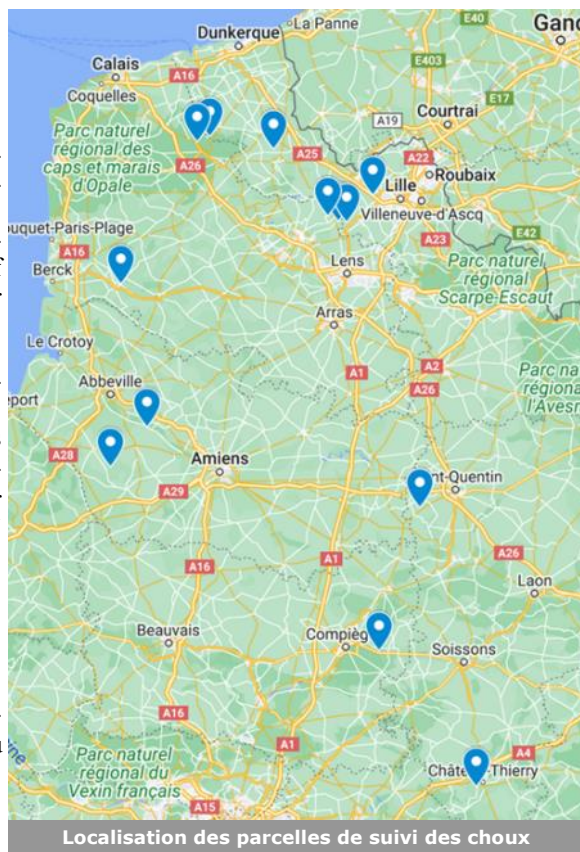 Dunkerque
La Panne
E40
Gand
Calais
A16
E403
Coquelles
E17
Courtrai
Parc naturel
régional des
caps et marais
d'Opale
A19
A25
A22
A26
Roubaix
Lille
Villeneuve-d'Ascq
E42
ouquet-Paris-Plage
A16
A23
Berck
Lens
Parc naturel
régional
Scarpe Escaut
Arras
Le Crotoy
A1
A2
Abbeville
A26
Parc na
régiona
l'Avesn
eport
A28
Amiens
nt-Quentin
A29
A1
A26
A16
Laon
Beauvais
Compièg
Soissons
A16
A1
A4
Parc naturel
régional du
Vexin français
Chât
Thierry
A15
Localisation des parcelles de suivi des choux